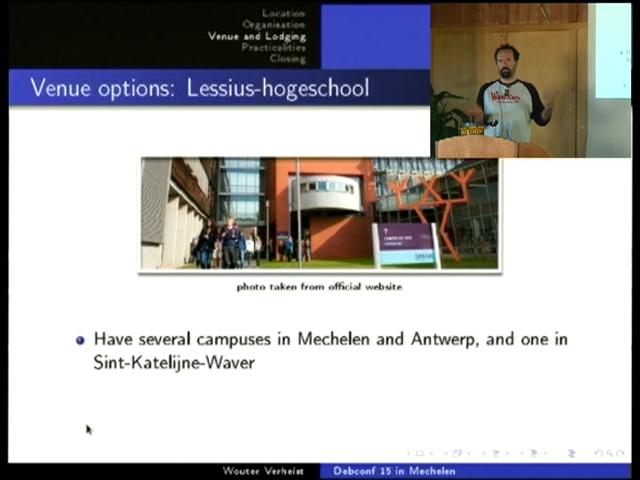 Location
Organisation
Venue and Lodging
Practicalities
Closing
Venue options: Lessius-hogeschool
photo taken from official website
Have several campuses in Mechelen and Antwerp, and one in
Sint-Katelijne-Waver
Wouter Verhelst
Debconf 15 in Mechelen